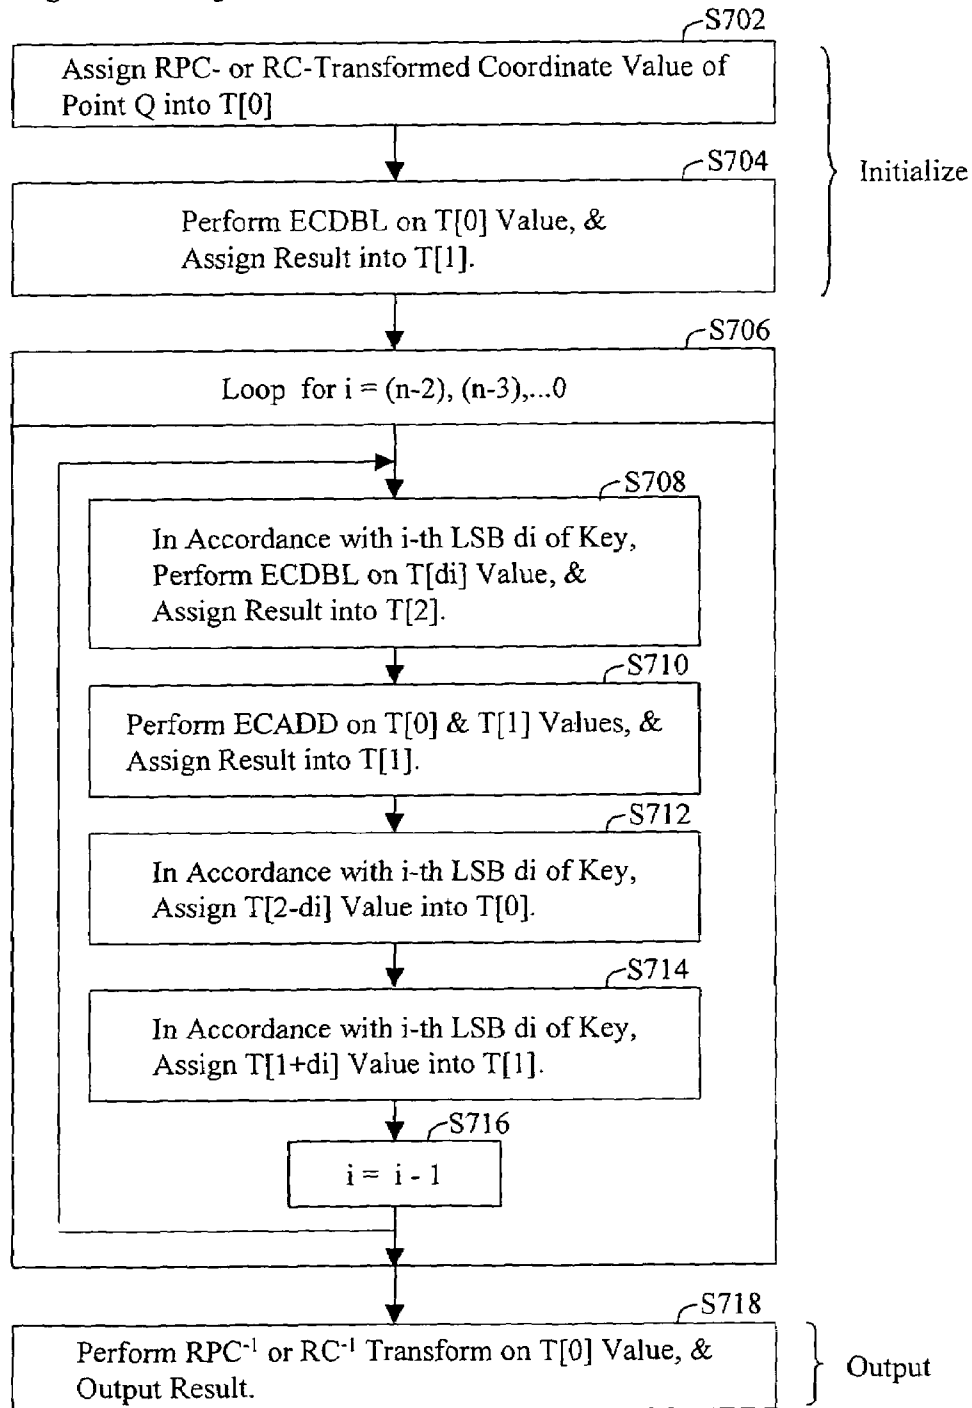 S702
Assign RPC- or RC-Transformed Coordinate Value of
Point Q into T[0]
Initialize
S704
Perform ECDBL on T[0] Value, &
Assign Result into T[1].
S706
Loop for i = (n-2), (n-3),...0
S708
In Accordance with i-th LSB di of Key,
Perform ECDBL on T[di] Value, &
Assign Result into T[2].
S710
Perform ECADD on T[0] & T[1] Values, &
Assign Result into T[1].
S712
In Accordance with i-th LSB di of Key,
Assign T[2-di] Value into T[0].
S714
In Accordance with i-th LSB di of Key,
Assign T[1+di] Value into T[1].
S716
i = i - 1
S718
Perform RPC⁻¹ or RC⁻¹ Transform on T[0] Value, &
Output Result.
Output